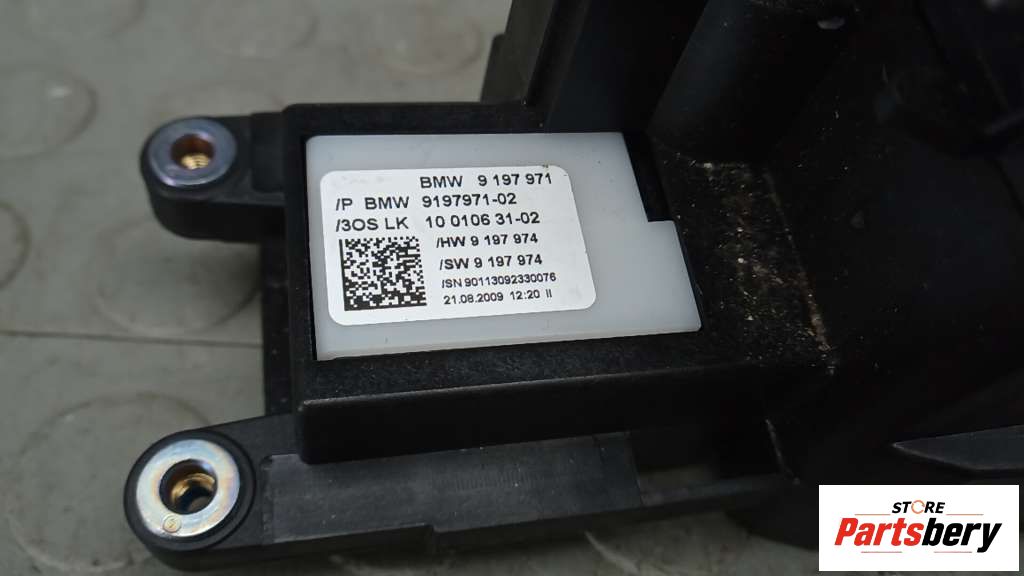 BMW 9 197 971
/P BMW 9197971-02
/3OS LK 10 0106 31-02
/HW 9 197 974
/SW 9 197 974
/SN 90113092330076
21.08.2009 12:20 II
STORE
Partsbery